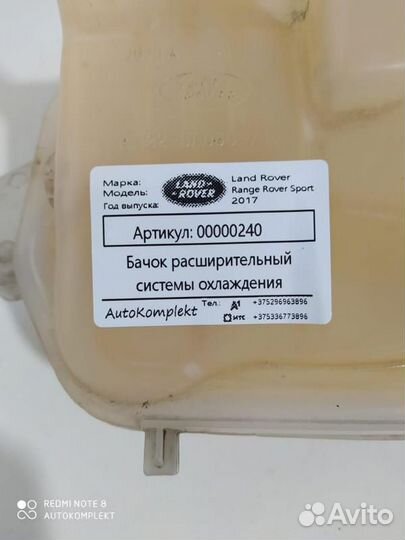 Марка: Land Rover
Модель: LAND ROVER Range Rover Sport
Год выпуска: 2017
Артикул: 00000240
Бачок расширительный
системы охлаждения
AutoKomplekt Тел: A1 +375296963896
мтс +375336773896
REDMI NOTE 8
AUTOKOMPLEKT
Avito